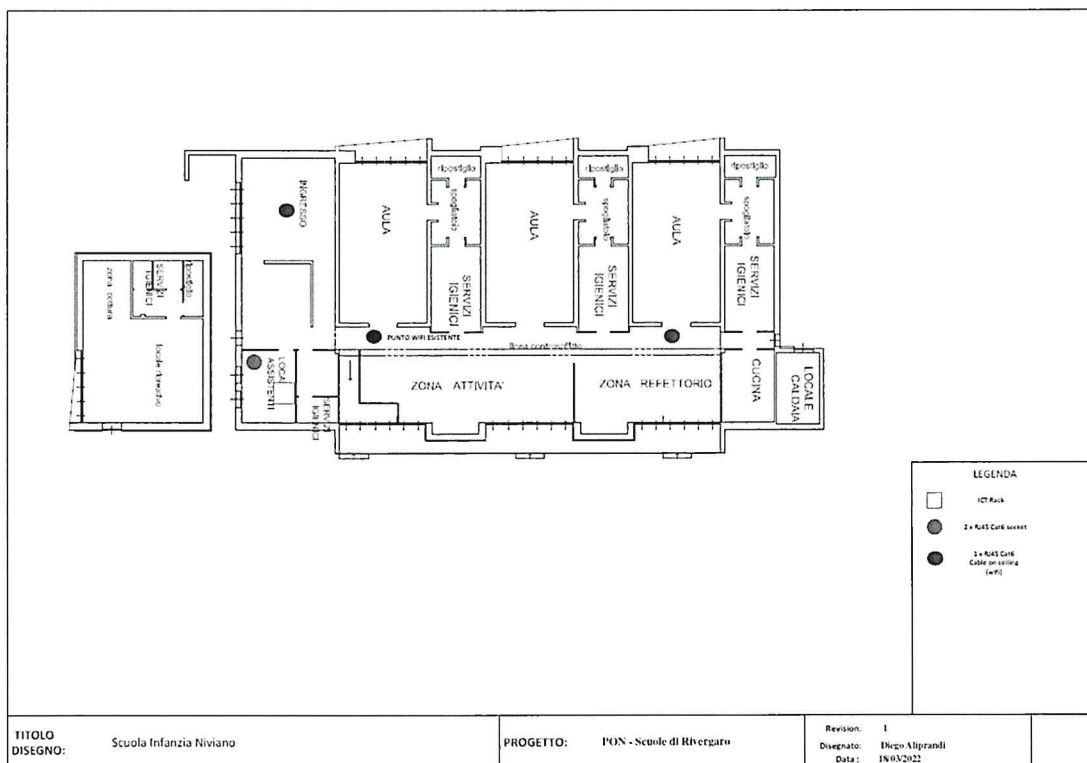 ripostiglio
ripostiglio
ripostiglio
INGRESSO
AULA
spogliatoio
AULA
spogliatoio
AULA
spogliatoio
SERVIZI
IGIENICI
SERVIZI
IGIENICI
SERVIZI
IGIENICI
zona cottura
SERVIZI
IGIENICI
ripostiglio
PUNTO WIFI ESISTENTE
LOCA
ASSISTENTI
SERVIZI
IGIENICI
ZONA ATTIVITA'
ZONA REFETTORIO
CUCINA
LOCALE
CALDAIA
LEGENDA
ICT Rack
2 x RJ45 Cat6 socket
1 x RJ45 Cat6
Cable on ceiling
(wifi)
TITOLO
DISEGNO:
Scuola Infanzia Niviano
PROGETTO:
PON - Scuole di Rivergaro
Revision: 1
Disegnato: Diego Aliprandi
Data: 18/03/2022